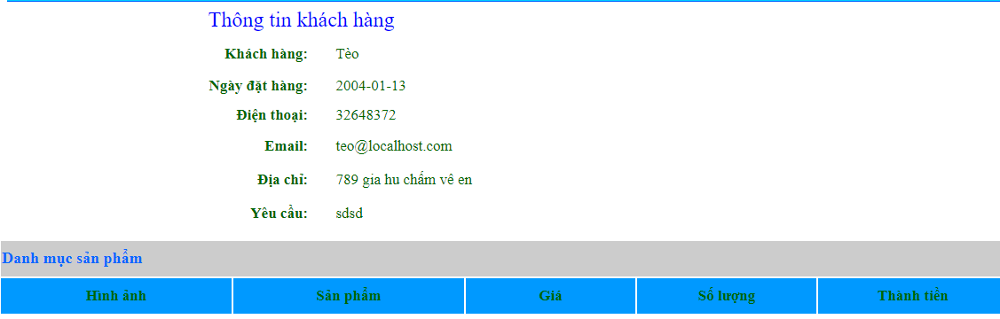 Thông tin khách hàng
Khách hàng: Tèo
Ngày đặt hàng: 2004-01-13
Điện thoại: 32648372
Email: teo@localhost.com
Địa chỉ: 789 gia hu chấm vê en
Yêu cầu: sdsd
Danh mục sản phẩm
Hình ảnh Sản phẩm Giá Số lượng Thành tiền